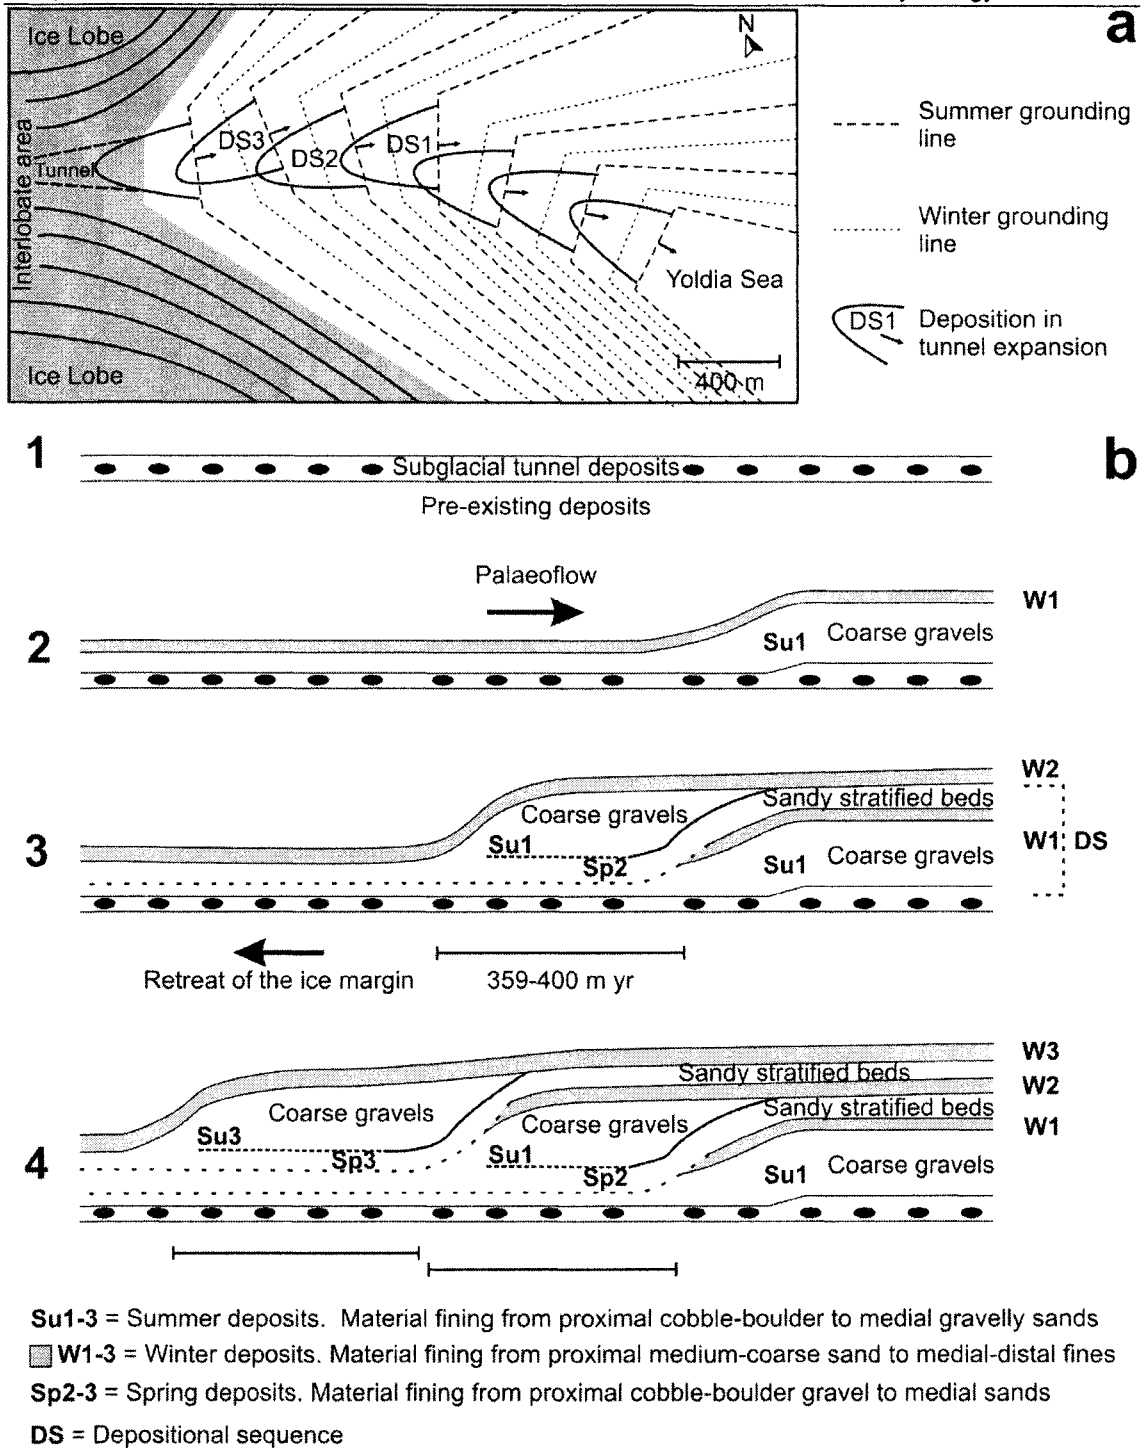 a
Ice Lobe
N
DS3
DS2
DS1
Tunnel
Interlobate area
Yoldia Sea
Ice Lobe
400 m
Summer grounding
line
Winter grounding
line
DS1
Deposition in
tunnel expansion
b
1
Subglacial tunnel deposits
Pre-existing deposits
Palaeoflow
2
W1
Su1
Coarse gravels
3
W2
Sandy stratified beds
Coarse gravels
Su1
Sp2
W1
DS
Su1
Coarse gravels
Retreat of the ice margin
359-400 m yr
4
W3
Sandy stratified beds
W2
Coarse gravels
Sandy stratified beds
Coarse gravels
W1
Su3
Sp3
Su1
Sp2
Su1
Coarse gravels
Su1-3 = Summer deposits. Material fining from proximal cobble-boulder to medial gravelly sands
W1-3 = Winter deposits. Material fining from proximal medium-coarse sand to medial-distal fines
Sp2-3 = Spring deposits. Material fining from proximal cobble-boulder gravel to medial sands
DS = Depositional sequence